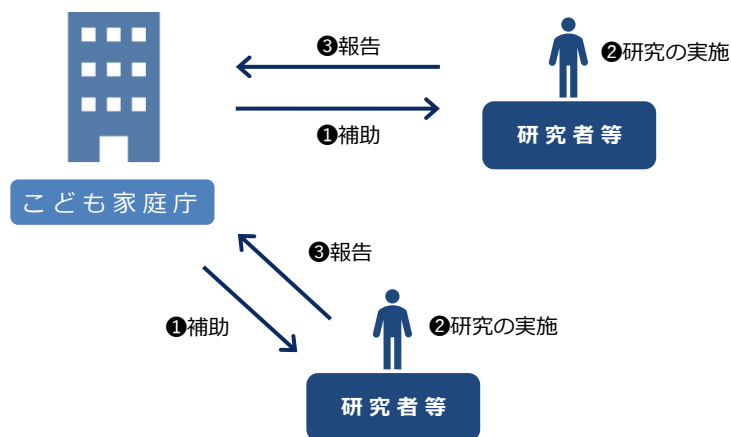 ❸報告
❷研究の実施
❶補助
研究者等
こども家庭庁
❸報告
❶補助
❷研究の実施
研究者等